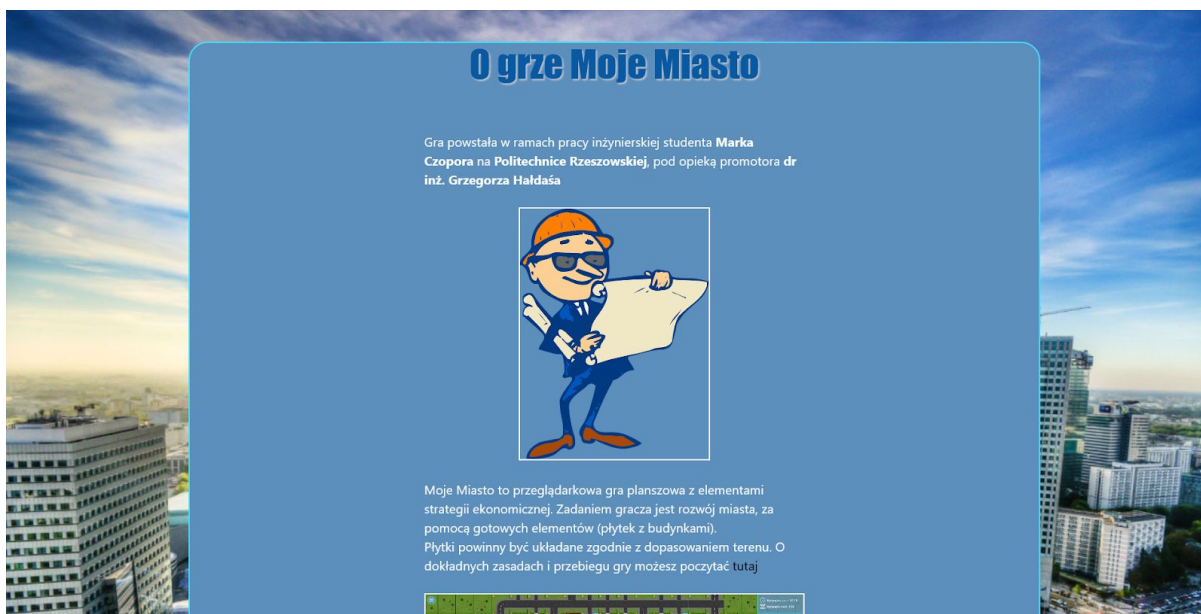 O grze Moje Miasto
Gra powstała w ramach pracy inżynierskiej studenta Marka
Czopora na Politechnice Rzeszowskiej, pod opieką promotora dr
inż. Grzegorza Hałdaśa
Moje Miasto to przeglądarkowa gra planszowa z elementami
strategii ekonomicznej. Zadaniem gracza jest rozwój miasta, za
pomocą gotowych elementów (płytek z budynkami).
Płytki powinny być układane zgodnie z dopasowaniem terenu. O
dokładnych zasadach i przebiegu gry możesz poczytać tutaj